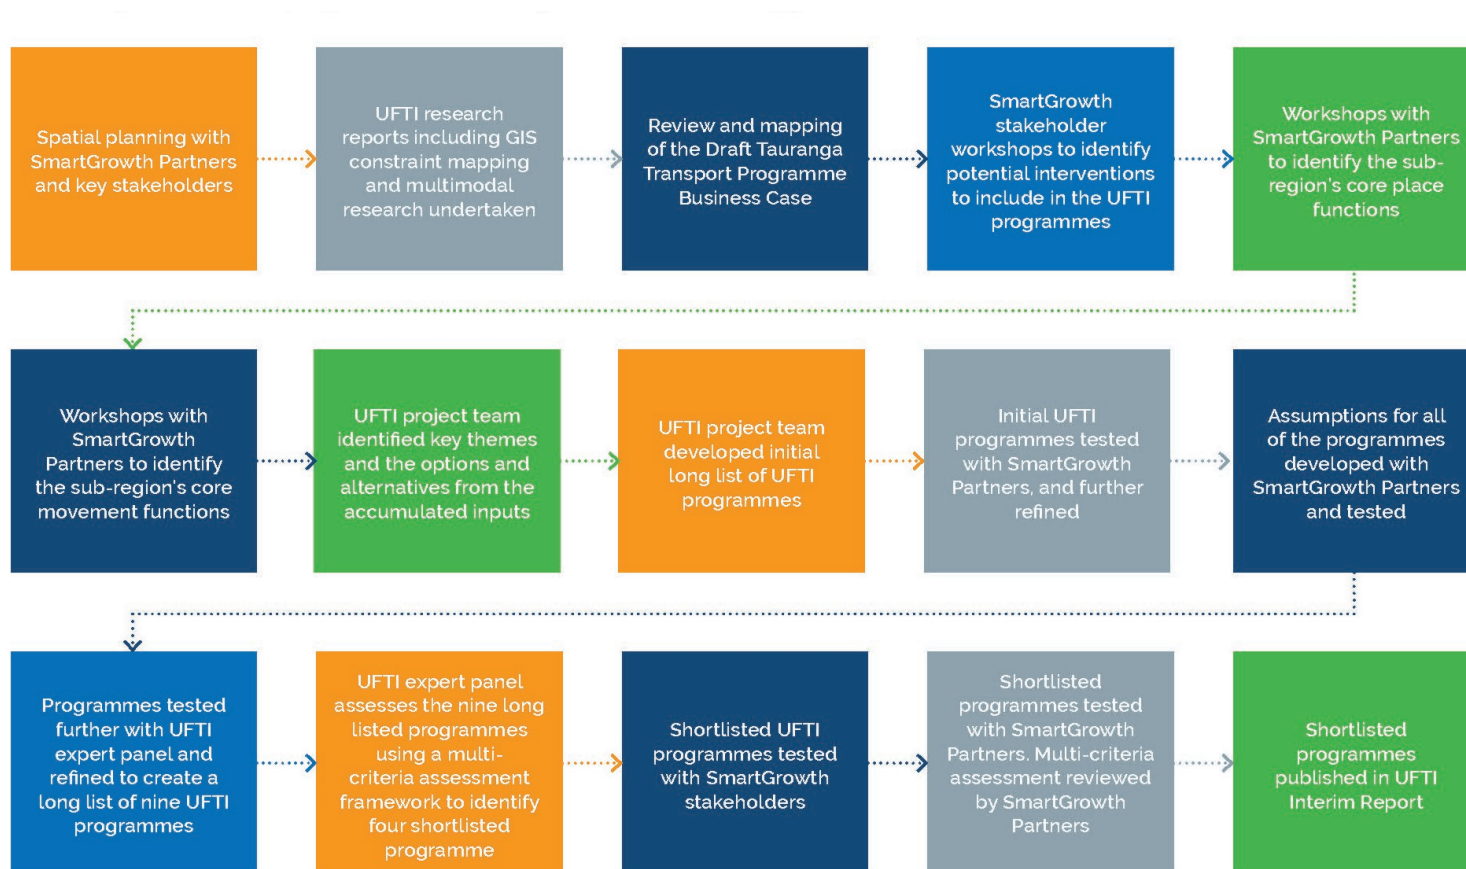 Spatial planning with
SmartGrowth Partners
and key stakeholders
UFTI research
reports including GIS
constraint mapping
and multimodal
research undertaken
Review and mapping
of the Draft Tauranga
Transport Programme
Business Case
SmartGrowth
stakeholder
workshops to identify
potential interventions
to include in the UFTI
programmes
Workshops with
SmartGrowth Partners
to identify the sub-
region's core place
functions
Workshops with
SmartGrowth
Partners to identify
the sub-region's core
movement functions
UFTI project team
identified key themes
and the options and
alternatives from the
accumulated inputs
UFTI project team
developed initial
long list of UFTI
programmes
Initial UFTI
programmes tested
with SmartGrowth
Partners, and further
refined
Assumptions for all
of the programmes
developed with
SmartGrowth Partners
and tested
Programmes tested
further with UFTI
expert panel and
refined to create a
long list of nine UFTI
programmes
UFTI expert panel
assesses the nine long
listed programmes
using a multi-
criteria assessment
framework to identify
four shortlisted
programme
Shortlisted UFTI
programmes tested
with SmartGrowth
stakeholders
Shortlisted
programmes tested
with SmartGrowth
Partners. Multi-criteria
assessment reviewed
by SmartGrowth
Partners
Shortlisted
programmes
published in UFTI
Interim Report